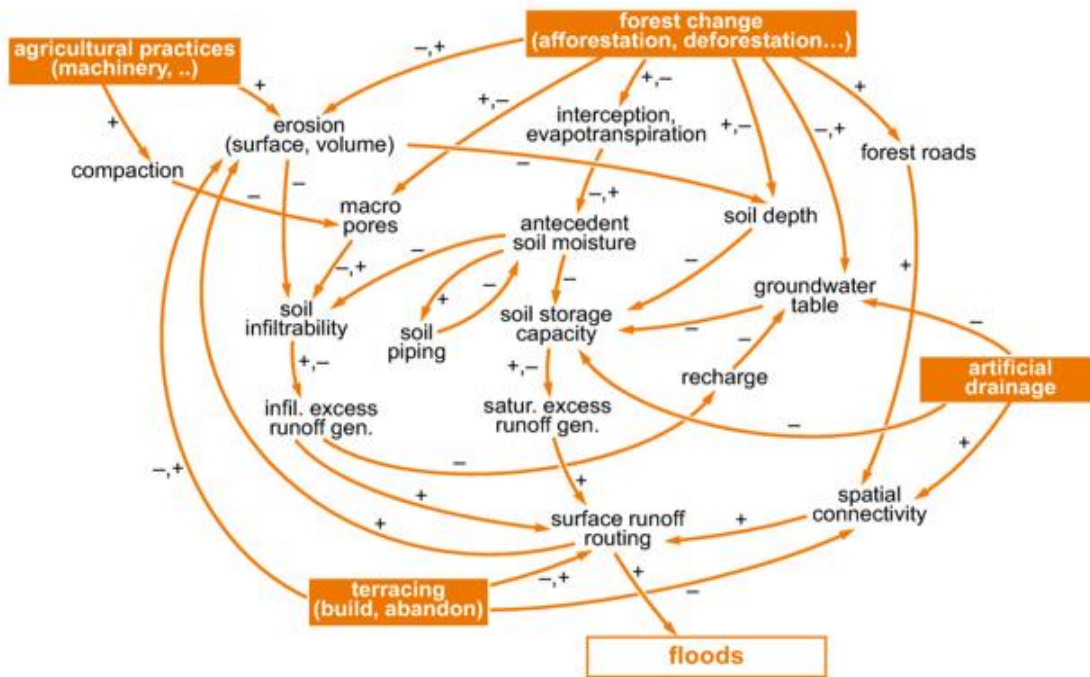 forest change
(afforestation, deforestation...)
agricultural practices
(machinery, ..)
–,+
+
+
+,–
+,–
+,–
–,+
+
erosion
(surface, volume)
interception,
evapotranspiration
forest roads
compaction
–
–
–
–,+
macro
pores
soil depth
antecedent
soil moisture
–
–,+
–
–
+
groundwater
table
soil
infiltrability
+
–
soil
piping
soil storage
capacity
–
–
–
+,–
+,–
recharge
artificial
drainage
infil. excess
runoff gen.
satur. excess
runoff gen.
–
–
+
–,+
+
+
+
spatial
connectivity
surface runoff
routing
+
+
–,+
+
–
terracing
(build, abandon)
floods